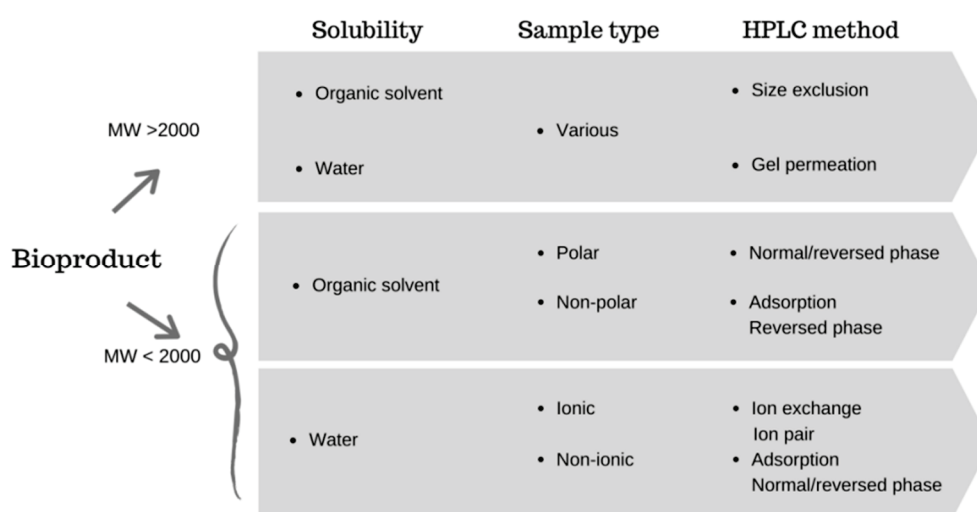 Solubility Sample type HPLC method
• Organic solvent
• Water
• Various
• Size exclusion
• Gel permeation
MW >2000
Bioproduct
MW < 2000
• Organic solvent
• Polar
• Non-polar
• Normal/reversed phase
• Adsorption
Reversed phase
• Water
• Ionic
• Non-ionic
• Ion exchange
Ion pair
• Adsorption
Normal/reversed phase